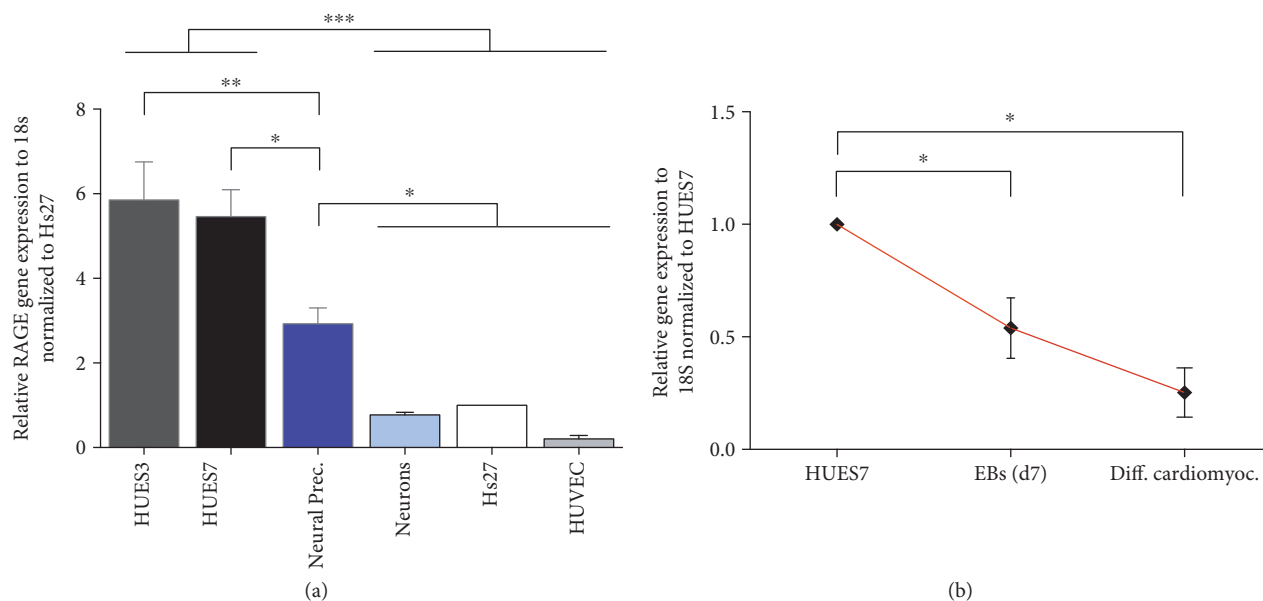 ***
**
*
*
8
6
4
2
0
Relative RAGE gene expression to 18s
normalized to Hs27
HUES3
HUES7
Neural Prec.
Neurons
Hs27
HUVEC
(a)
*
*
1.5
1.0
0.5
0.0
Relative gene expression to
18S normalized to HUES7
HUES7
EBs (d7)
Diff. cardiomyoc.
(b)